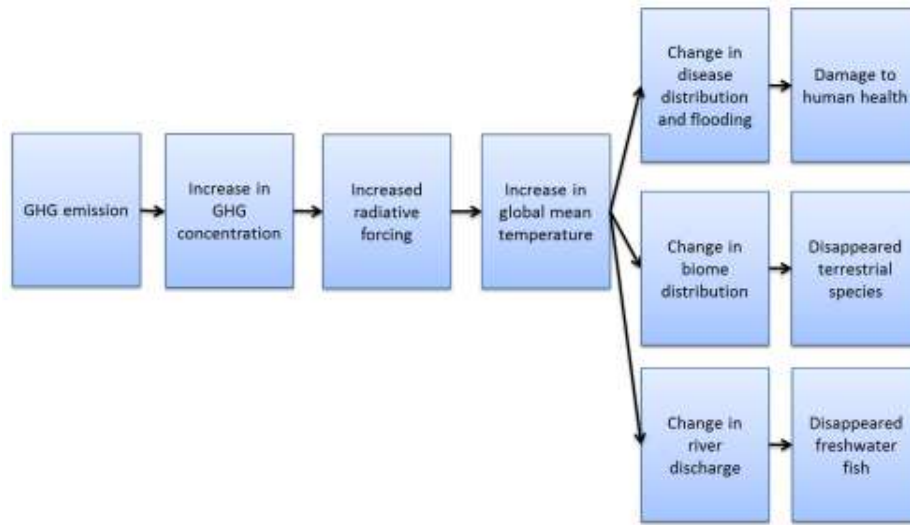 GHG emission
Increase in
GHG
concentration
Increased
radiative
forcing
Increase in
global mean
temperature
Change in
disease
distribution
and flooding
Damage to
human health
Change in
biome
distribution
Disappeared
terrestrial
species
Change in
river
discharge
Disappeared
freshwater
fish